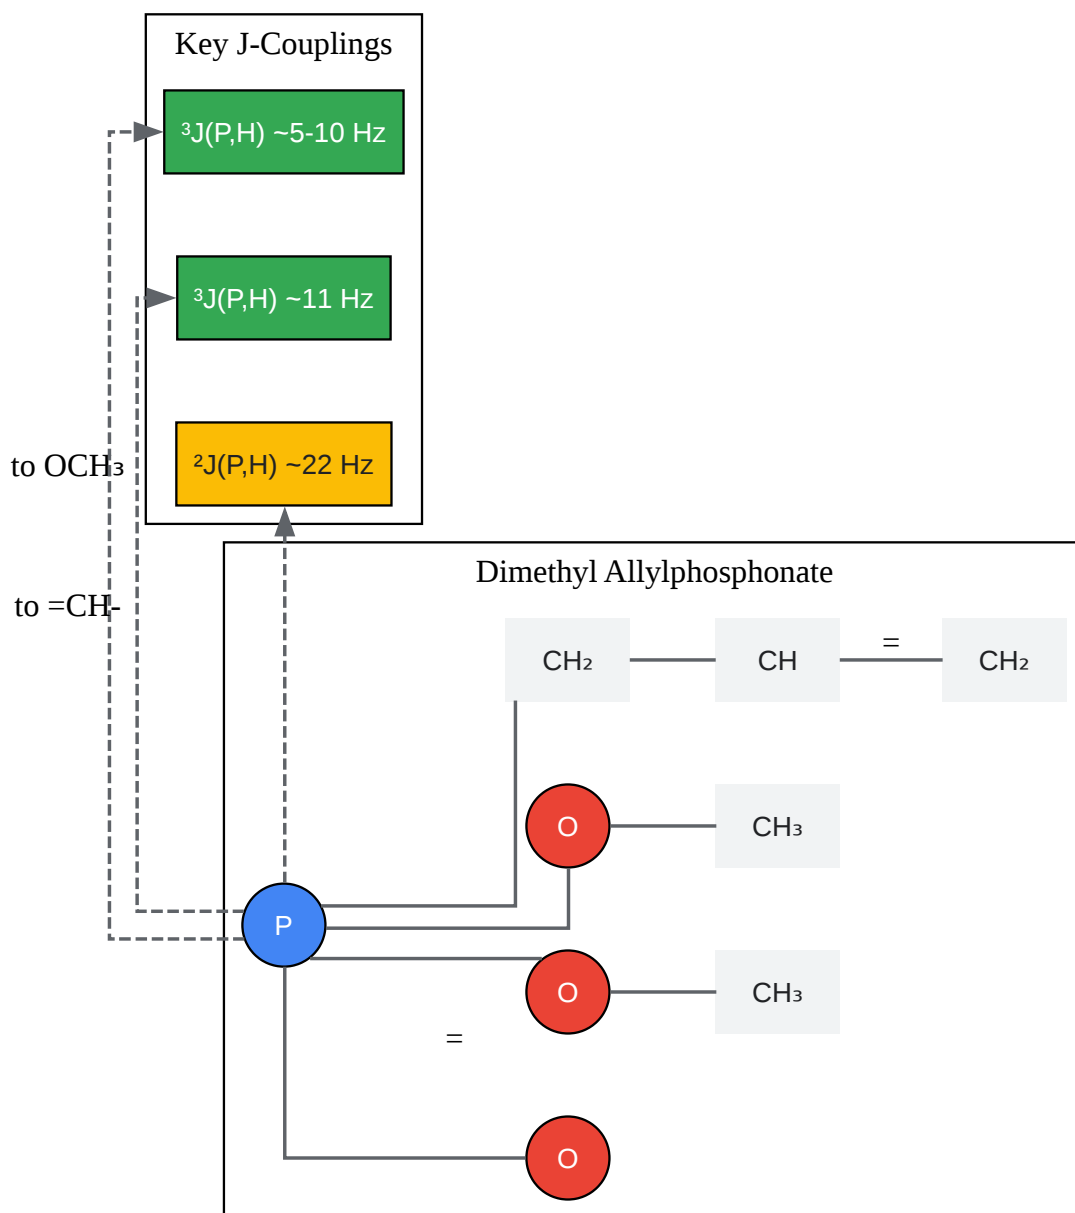 Key J-Couplings
³J(P,H) ~5-10 Hz
³J(P,H) ~11 Hz
²J(P,H) ~22 Hz
to OCH₃
to =CH-
Dimethyl Allylphosphonate
CH₂
CH
=
CH₂
O
CH₃
P
O
CH₃
=
O